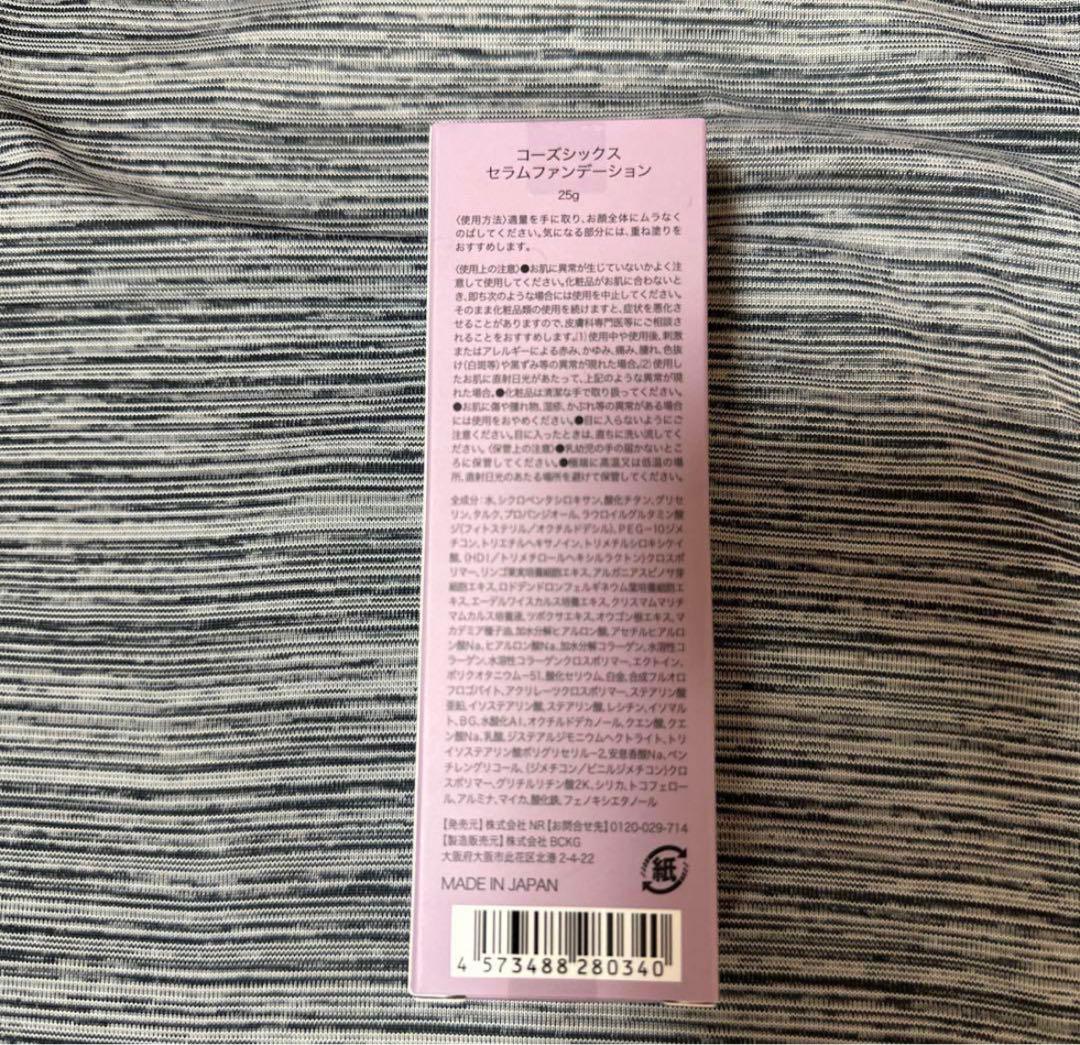 コーズシックス
セラムファンデーション
25g
〈使用方法〉適量を手に取り、お顔全体にムラなく
のばしてください。気になる部分には、重ね塗りを
おすすめします。
〈使用上の注意〉●お肌に異常が生じていないかよく注
意して使用してください。化粧品がお肌に合わないと
き、即ち次のような場合には使用を中止してください。
そのまま化粧品類の使用を続けますと、症状を悪化さ
せることがありますので、皮膚科専門医等にご相談さ
れることをおすすめします。(1)使用中や使用後、刺激
またはアレルギーによる赤み、かゆみ、痛み、腫れ、色抜
け(白斑等)や黒ずみ等の異常が現れた場合。(2)使用し
たお肌に直射日光があたって、上記のような異常が現
れた場合。●化粧品は清潔な手で取り扱ってください。
●お肌に傷や腫れ物、湿疹、かぶれ等の異常がある場合
には使用をおやめください。●目に入らないようにご
注意ください。目に入ったときは、直ちに洗い流してく
ださい。〈保管上の注意〉●乳幼児の手の届かないとこ
ろに保管してください。●極端に高温又は低温の場
所、直射日光のあたる場所を避けて保管してください。
全成分:水、シクロペンタシロキサン、酸化チタン、グリセ
リン、タルク、プロパンジオール、ラウロイルグルタミン酸
ジ(フィトステリル/オクチルドデシル)、PEG-10ジメ
チコン、トリエチルヘキサノイン、トリメチルシロキシケイ
酸、(HDI/トリメチロールヘキシルラクトン)クロスポ
リマー、リンゴ果実培養細胞エキス、アルガニアスピノサ芽
細胞エキス、ロドデンドロンフェルギネウム葉培養細胞エ
キス、エーデルワイスカルス培養エキス、クリスマムマリチ
マムカルス培養液、ツボクサエキス、オウゴン根エキス、マ
カデミア種子油、加水分解ヒアルロン酸、アセチルヒアルロ
ン酸Na、ヒアルロン酸Na、加水分解コラーゲン、水溶性コ
ラーゲン、水溶性コラーゲンクロスポリマー、エクトイン、
ポリクオタニウム-51、酸化セリウム、白金、合成フルオロ
フロゴパイト、アクリレーツクロスポリマー、ステアリン酸
亜鉛、イソステアリン酸、ステアリン酸、レシチン、イソマル
ト、BG、水酸化Al、オクチルドデカノール、クエン酸、クエ
ン酸Na、乳酸、ジステアルジモニウムヘクトライト、トリ
イソステアリン酸ポリグリセリル-2、安息香酸Na、ペン
チレングリコール、(ジメチコン/ビニルジメチコン)クロ
スポリマー、グリチルリチン酸2K、シリカ、トコフェロー
ル、アルミナ、マイカ、酸化鉄、フェノキシエタノール
【発売元】株式会社 NR【お問合せ先】0120-029-714
【製造販売元】株式会社 BCKG
大阪府大阪市此花区北港 2-4-22
紙
MADE IN JAPAN
4 573488 280340